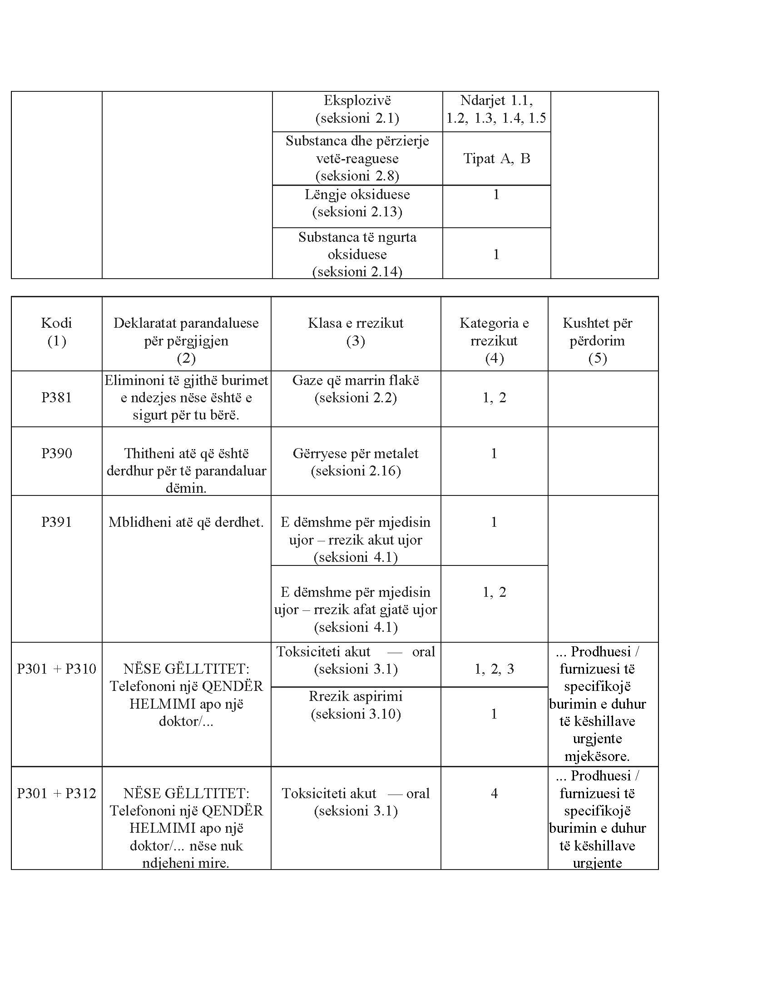 Eksplozivë
(seksioni 2.1)
Ndarjet 1.1,
1.2, 1.3, 1.4, 1.5
Substanca dhe përzierje
vetë-reaguese
(seksioni 2.8)
Tipat A, B
Lëngje oksiduese
(seksioni 2.13)
1
Substanca të ngurta
oksiduese
(seksioni 2.14)
1
Kodi
(1)
Deklaratat parandaluese
për përgjigjen
(2)
Klasa e rrezikut
(3)
Kategoria e
rrezikut
(4)
Kushtet për
përdorim
(5)
P381
Eliminoni të gjithë burimet
e ndezjes nëse është e
sigurt për tu bërë.
Gaze që marrin flakë
(seksioni 2.2)
1, 2
P390
Thitheni atë që është
derdhur për të parandaluar
dëmin.
Gërryese për metalet
(seksioni 2.16)
1
P391
Mblidheni atë që derdhet.
E dëmshme për mjedisin
ujor – rrezik akut ujor
(seksioni 4.1)
1
E dëmshme për mjedisin
ujor – rrezik afat gjatë ujor
(seksioni 4.1)
1, 2
P301 + P310
NËSE GËLLTITET:
Telefononi një QENDËR
HELMIMI apo një
doktor/...
Toksiciteti akut — oral
(seksioni 3.1)
1, 2, 3
Rrezik aspirimi
(seksioni 3.10)
1
... Prodhuesi /
furnizuesi të
specifikojë
burimin e duhur
të këshillave
urgjente
mjekësore.
P301 + P312
NËSE GËLLTITET:
Telefononi një QENDËR
HELMIMI apo një
doktor/... nëse nuk
ndjeheni mire.
Toksiciteti akut — oral
(seksioni 3.1)
4
... Prodhuesi /
furnizuesi të
specifikojë
burimin e duhur
të këshillave
urgjente